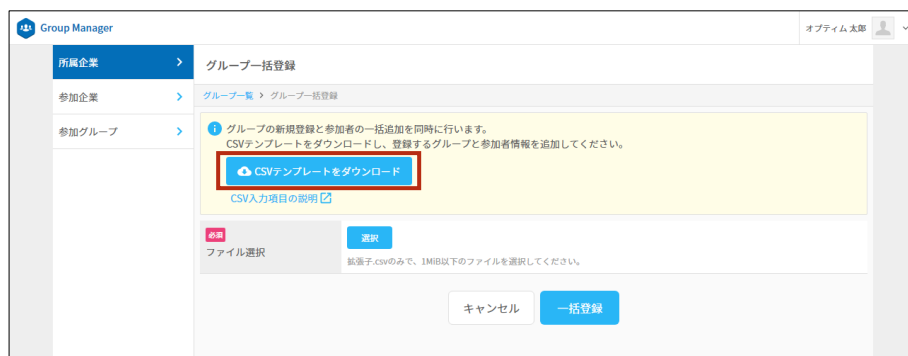 Group Manager
オプティム 太郎
所属企業
参加企業
参加グループ
グループ一括登録
グループ一覧 > グループ一括登録
グループの新規登録と参加者の一括追加を同時に行います。
CSVテンプレートをダウンロードし、登録するグループと参加者情報を追加してください。
CSVテンプレートをダウンロード
CSV入力項目の説明
必須
ファイル選択
選択
拡張子.csvのみで、1MiB以下のファイルを選択してください。
キャンセル
一括登録